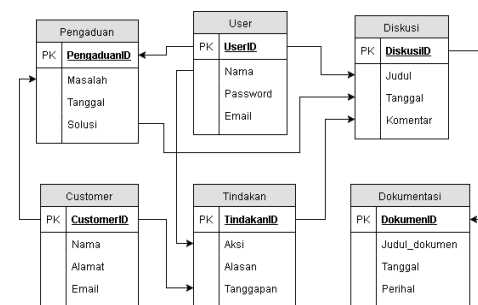 Pengaduan
PK PengaduanID
Masalah
Tanggal
Solusi
User
PK UserID
Nama
Password
Email
Diskusi
PK DiskusiID
Judul
Tanggal
Komentar
Customer
PK CustomerID
Nama
Alamat
Email
Tindakan
PK TindakanID
Aksi
Alasan
Tanggapan
Dokumentasi
PK DokumenID
Judul_dokumen
Tanggal
Perihal